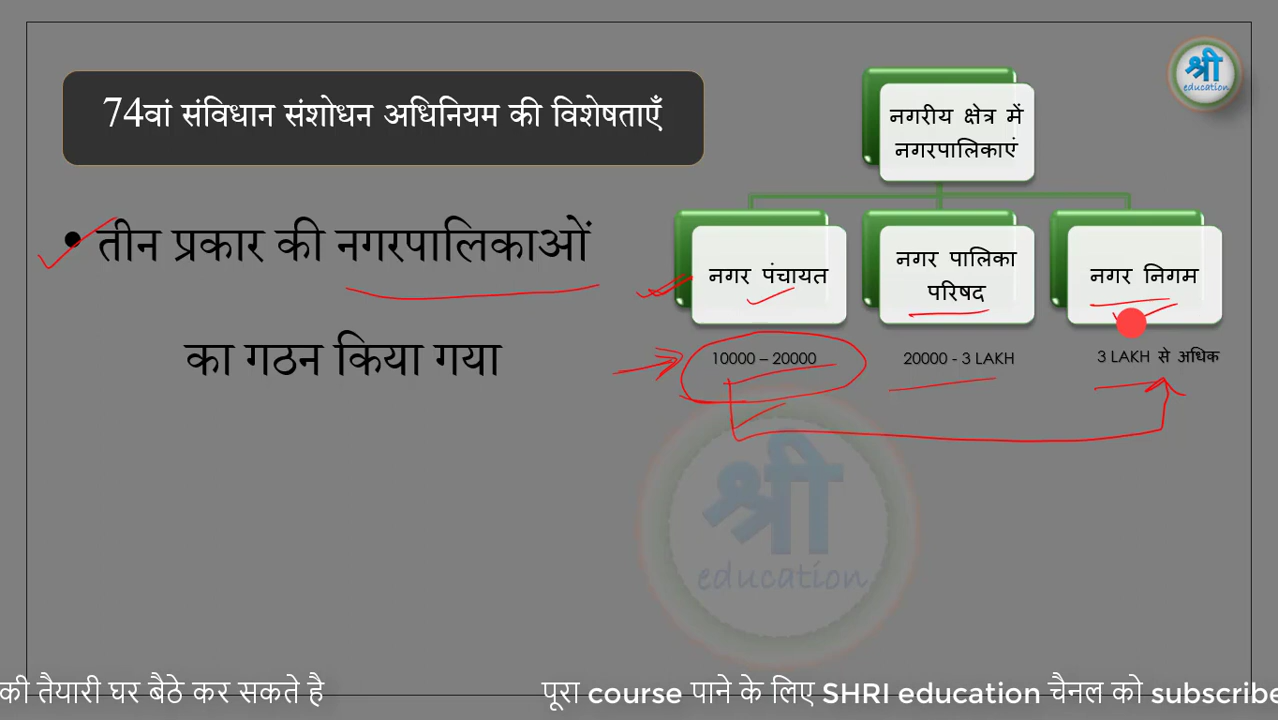 74वां संविधान संशोधन अधिनियम की विशेषताएँ
श्री
education
नगरीय क्षेत्र में
नगरपालिकाएं
• तीन प्रकार की नगरपालिकाओं
का गठन किया गया
नगर पंचायत
नगर पालिका
परिषद
नगर निगम
10000 – 20000
20000 - 3 LAKH
3 LAKH से अधिक
श्री
education
की तैयारी घर बैठे कर सकते है
पूरा course पाने के लिए SHRI education चैनल को subscribe